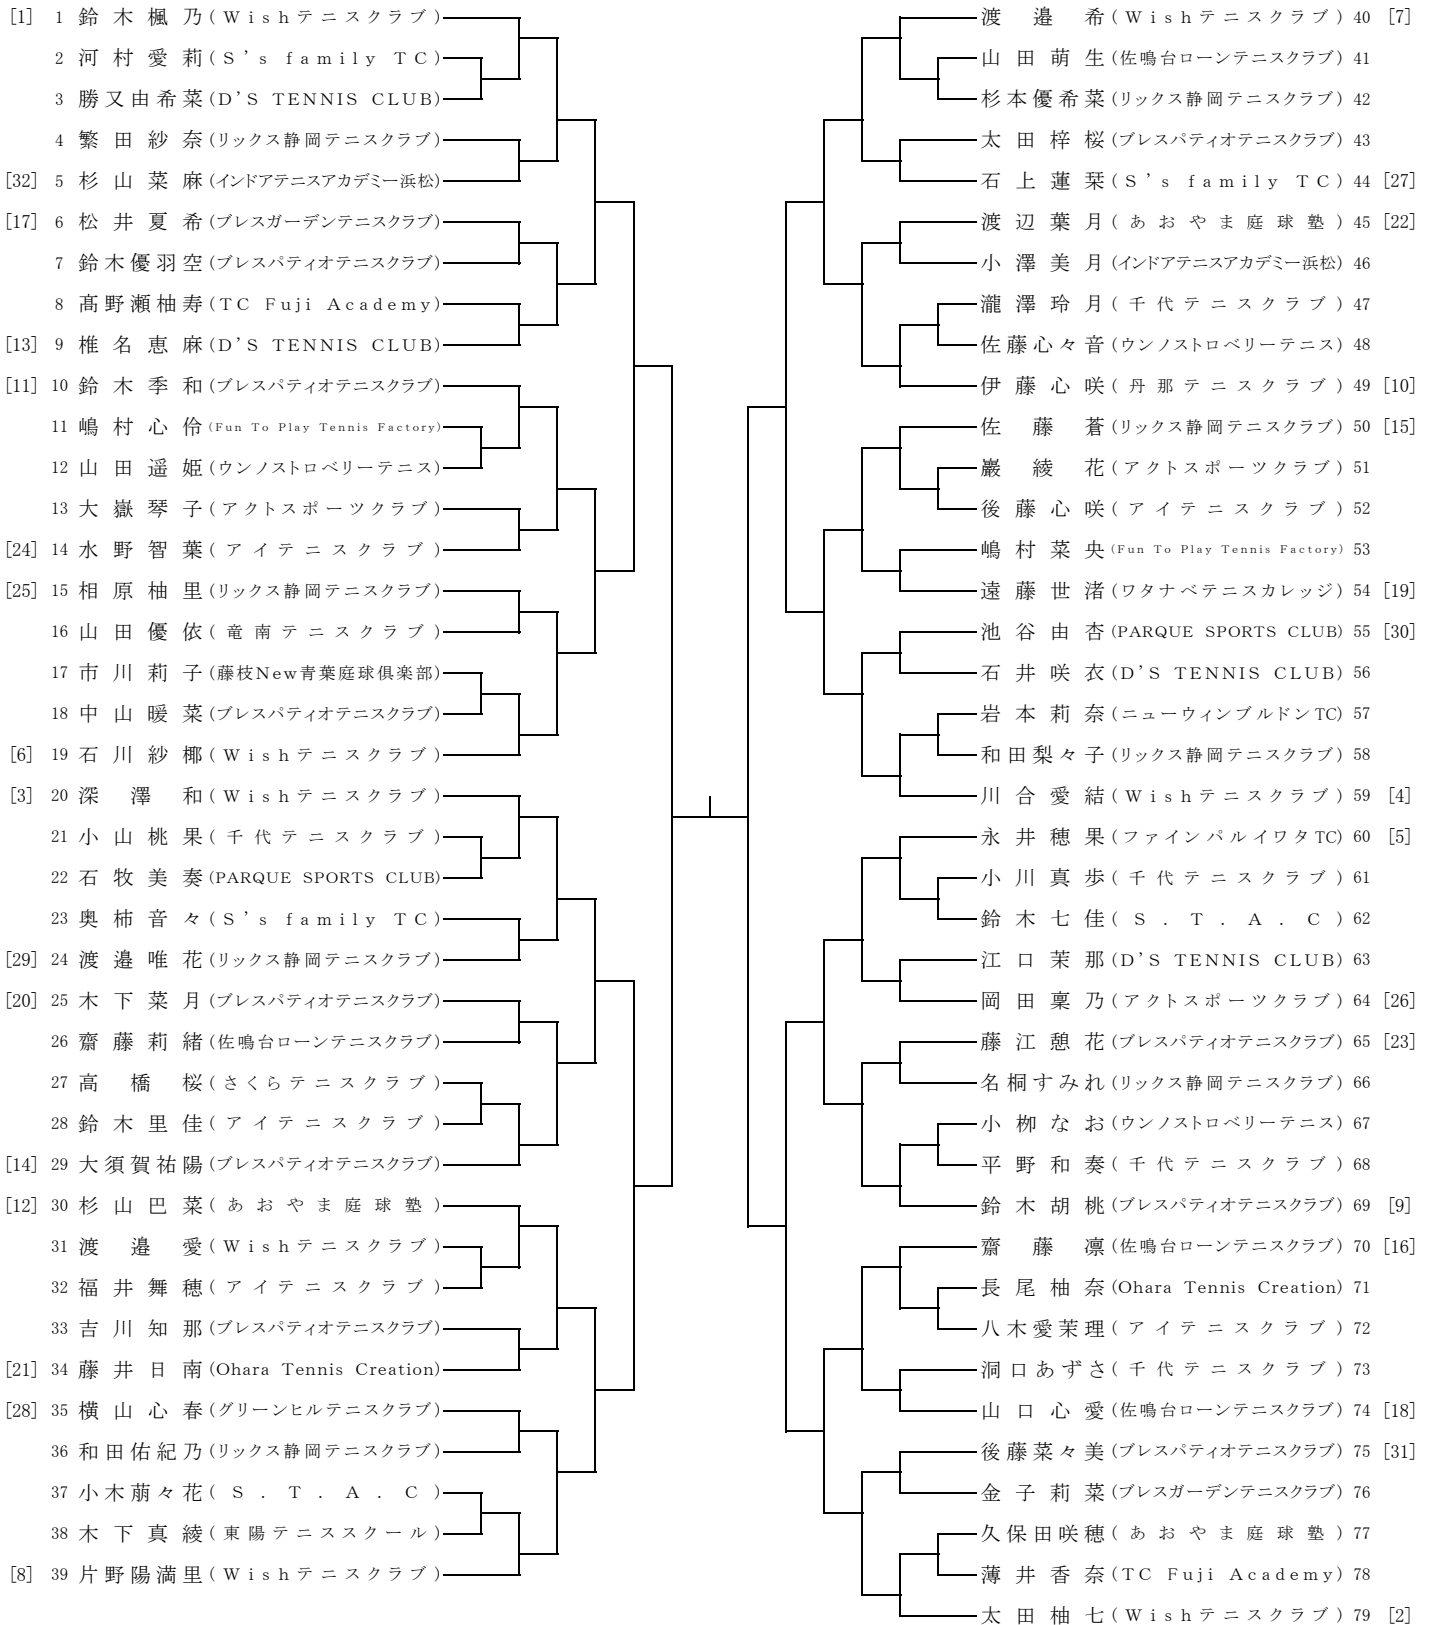 [1] 1 鈴木楓乃(Wishテニスクラブ)
2 河村愛莉(S's family TC)
3 勝又由希菜(D'S TENNIS CLUB)
4 繁田紗奈(リックス静岡テニスクラブ)
[32] 5 杉山菜麻(インドアテニスアカデミー浜松)
[17] 6 松井夏希(ブレスガーデンテニスクラブ)
7 鈴木優羽空(ブレスパティオテニスクラブ)
8 髙野瀬柚寿(TC Fuji Academy)
[13] 9 椎名恵麻(D'S TENNIS CLUB)
[11] 10 鈴木季和(ブレスパティオテニスクラブ)
11 嶋村心伶(Fun To Play Tennis Factory)
12 山田遥姫(ウンノストロベリーテニス)
13 大嶽琴子(アクトスポーツクラブ)
[24] 14 水野智葉(アイテニスクラブ)
[25] 15 相原柚里(リックス静岡テニスクラブ)
16 山田優依(竜南テニスクラブ)
17 市川莉子(藤枝New青葉庭球倶楽部)
18 中山暖菜(ブレスパティオテニスクラブ)
[6] 19 石川紗椰(Wishテニスクラブ)
[3] 20 深澤和(Wishテニスクラブ)
21 小山桃果(千代テニスクラブ)
22 石牧美奏(PARQUE SPORTS CLUB)
23 奥柿音々(S's family TC)
[29] 24 渡邉唯花(リックス静岡テニスクラブ)
[20] 25 木下菜月(ブレスパティオテニスクラブ)
26 齋藤莉緒(佐鳴台ローンテニスクラブ)
27 高橋桜(さくらテニスクラブ)
28 鈴木里佳(アイテニスクラブ)
[14] 29 大須賀祐陽(ブレスパティオテニスクラブ)
[12] 30 杉山巴菜(あおやま庭球塾)
31 渡邉愛(Wishテニスクラブ)
32 福井舞穂(アイテニスクラブ)
33 吉川知那(ブレスパティオテニスクラブ)
[21] 34 藤井日南(Ohara Tennis Creation)
[28] 35 横山心春(グリーンヒルテニスクラブ)
36 和田佑紀乃(リックス静岡テニスクラブ)
37 小木萠々花(S.T.A.C)
38 木下真綾(東陽テニススクール)
[8] 39 片野陽満里(Wishテニスクラブ)
渡邉希(Wishテニスクラブ) 40 [7]
山田萌生(佐鳴台ローンテニスクラブ) 41
杉本優希菜(リックス静岡テニスクラブ) 42
太田梓桜(ブレスパティオテニスクラブ) 43
石上蓮栞(S's family TC) 44 [27]
渡辺葉月(あおやま庭球塾) 45 [22]
小澤美月(インドアテニスアカデミー浜松) 46
瀧澤玲月(千代テニスクラブ) 47
佐藤心々音(ウンノストロベリーテニス) 48
伊藤心咲(丹那テニスクラブ) 49 [10]
佐藤蒼(リックス静岡テニスクラブ) 50 [15]
巖綾花(アクトスポーツクラブ) 51
後藤心咲(アイテニスクラブ) 52
嶋村菜央(Fun To Play Tennis Factory) 53
遠藤世渚(ワタナベテニスカレッジ) 54 [19]
池谷由杏(PARQUE SPORTS CLUB) 55 [30]
石井咲衣(D'S TENNIS CLUB) 56
岩本莉奈(ニューウィンブルドンTC) 57
和田梨々子(リックス静岡テニスクラブ) 58
川合愛結(Wishテニスクラブ) 59 [4]
永井穂果(ファインパルイワタTC) 60 [5]
小川真歩(千代テニスクラブ) 61
鈴木七佳(S.T.A.C) 62
江口茉那(D'S TENNIS CLUB) 63
岡田稟乃(アクトスポーツクラブ) 64 [26]
藤江憩花(ブレスパティオテニスクラブ) 65 [23]
名桐すみれ(リックス静岡テニスクラブ) 66
小栁なお(ウンノストロベリーテニス) 67
平野和奏(千代テニスクラブ) 68
鈴木胡桃(ブレスパティオテニスクラブ) 69 [9]
齋藤凛(佐鳴台ローンテニスクラブ) 70 [16]
長尾柚奈(Ohara Tennis Creation) 71
八木愛茉理(アイテニスクラブ) 72
洞口あずさ(千代テニスクラブ) 73
山口心愛(佐鳴台ローンテニスクラブ) 74 [18]
後藤菜々美(ブレスパティオテニスクラブ) 75 [31]
金子莉菜(ブレスガーデンテニスクラブ) 76
久保田咲穂(あおやま庭球塾) 77
薄井香奈(TC Fuji Academy) 78
太田柚七(Wishテニスクラブ) 79 [2]